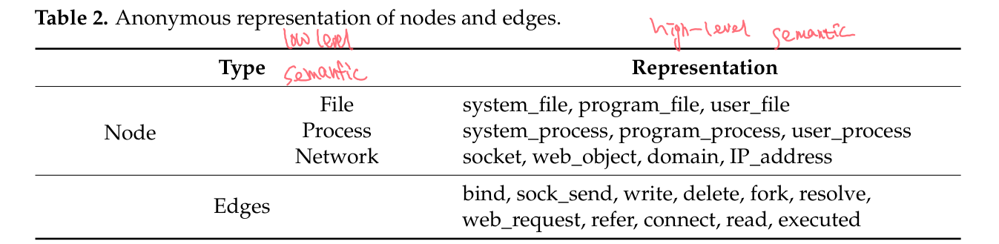 Table 2. Anonymous representation of nodes and edges.
low level
high-level semantic
Type
semantic
Representation
File
system_file, program_file, user_file
Node
Process
system_process, program_process, user_process
Network
socket, web_object, domain, IP_address
Edges
bind, sock_send, write, delete, fork, resolve,
web_request, refer, connect, read, executed